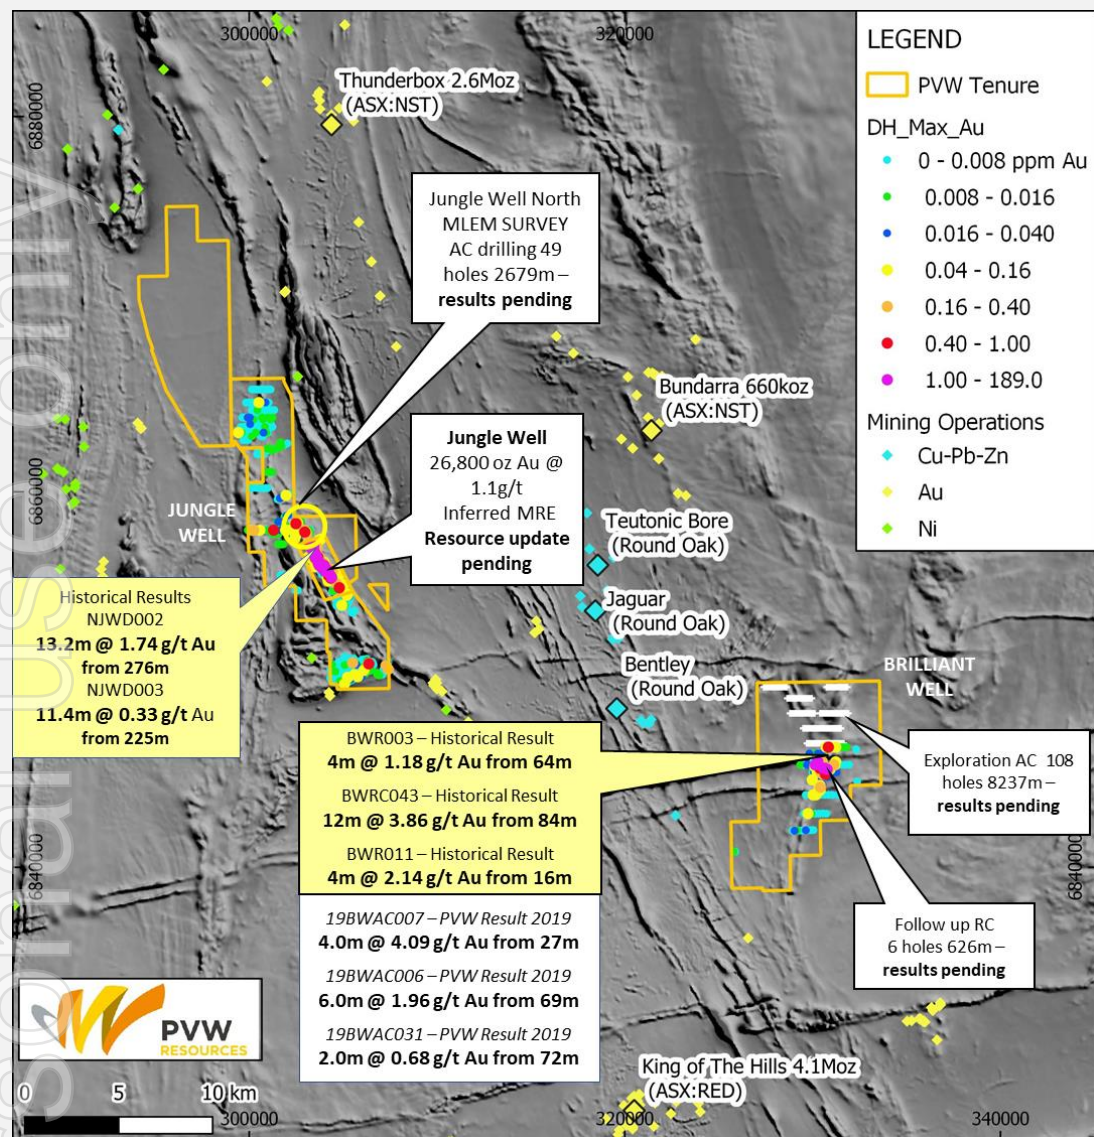 300000
320000
LEGEND
PVW Tenure
DH_Max_Au
0 - 0.008 ppm Au
0.008 - 0.016
0.016 - 0.040
0.04 - 0.16
0.16 - 0.40
0.40 - 1.00
1.00 - 189.0
Mining Operations
Cu-Pb-Zn
Au
Ni
Thunderbox 2.6Moz
(ASX:NST)
6880000
Jungle Well North
MLEM SURVEY
AC drilling 49
holes 2679m –
results pending
Bundarra 660koz
(ASX:NST)
Jungle Well
26,800 oz Au @
1.1g/t
Inferred MRE
Resource update
pending
6860000
6860000
JUNGLE
WELL
Teutonic Bore
(Round Oak)
Jaguar
(Round Oak)
Bentley
(Round Oak)
Historical Results
NJWD002
13.2m @ 1.74 g/t Au
from 276m
NJWD003
11.4m @ 0.33 g/t Au
from 225m
BRILLIANT
WELL
BWR003 – Historical Result
4m @ 1.18 g/t Au from 64m
BWRC043 – Historical Result
12m @ 3.86 g/t Au from 84m
BWR011 – Historical Result
4m @ 2.14 g/t Au from 16m
Exploration AC 108
holes 8237m –
results pending
6840000
6840000
19BWAC007 – PVW Result 2019
4.0m @ 4.09 g/t Au from 27m
19BWAC006 – PVW Result 2019
6.0m @ 1.96 g/t Au from 69m
19BWAC031 – PVW Result 2019
2.0m @ 0.68 g/t Au from 72m
Follow up RC
6 holes 626m –
results pending
PVW
RESOURCES
King of The Hills 4.1Moz
(ASX:RED)
0 5 10 km
300000
320000
340000
sonal use only